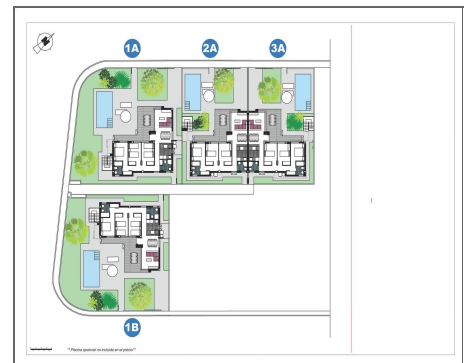 1A
2A
3A
1B
** Piscina opcional no incluida en el precio**